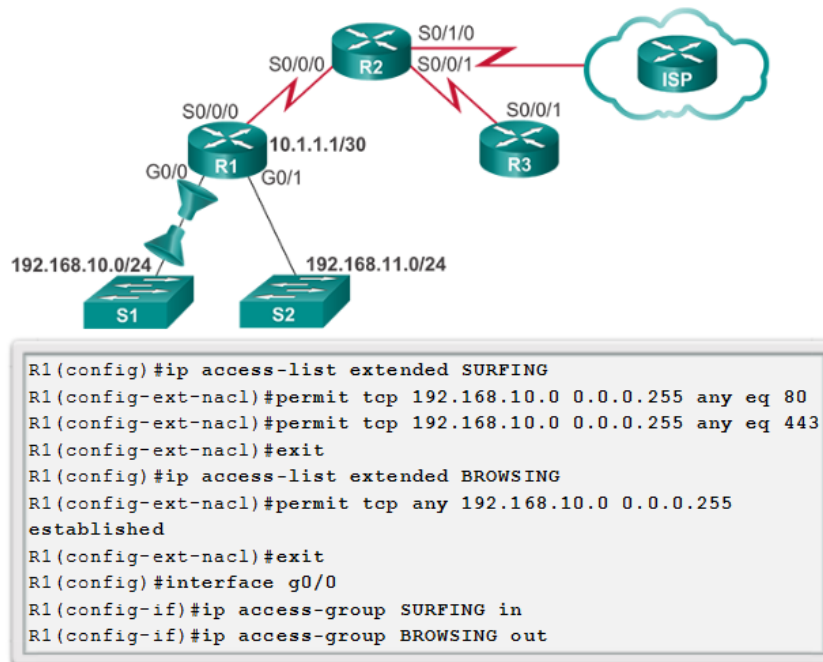 S0/1/0
S0/0/0
R2
S0/0/1
ISP
S0/0/0
S0/0/1
10.1.1.1/30
R1
R3
G0/0
G0/1
192.168.10.0/24
192.168.11.0/24
S1
S2
R1(config)#ip access-list extended SURFING
R1(config-ext-nacl)#permit tcp 192.168.10.0 0.0.0.255 any eq 80
R1(config-ext-nacl)#permit tcp 192.168.10.0 0.0.0.255 any eq 443
R1(config-ext-nacl)#exit
R1(config)#ip access-list extended BROWSING
R1(config-ext-nacl)#permit tcp any 192.168.10.0 0.0.0.255
established
R1(config-ext-nacl)#exit
R1(config)#interface g0/0
R1(config-if)#ip access-group SURFING in
R1(config-if)#ip access-group BROWSING out